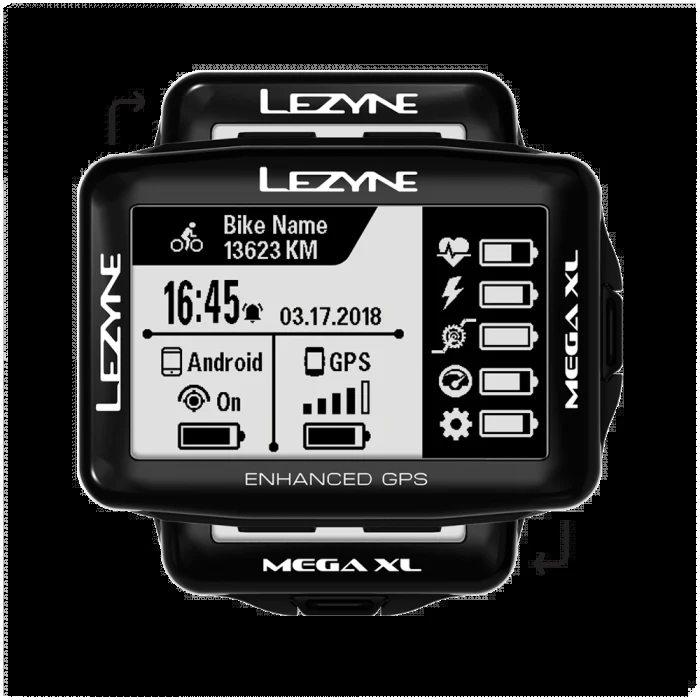 LEZYNE
LEZYNE
Bike Name
13623 KM
16:45
03.17.2018
Android
GPS
On
LEZYNE
MEGA XL
ENHANCED GPS
MEGA XL